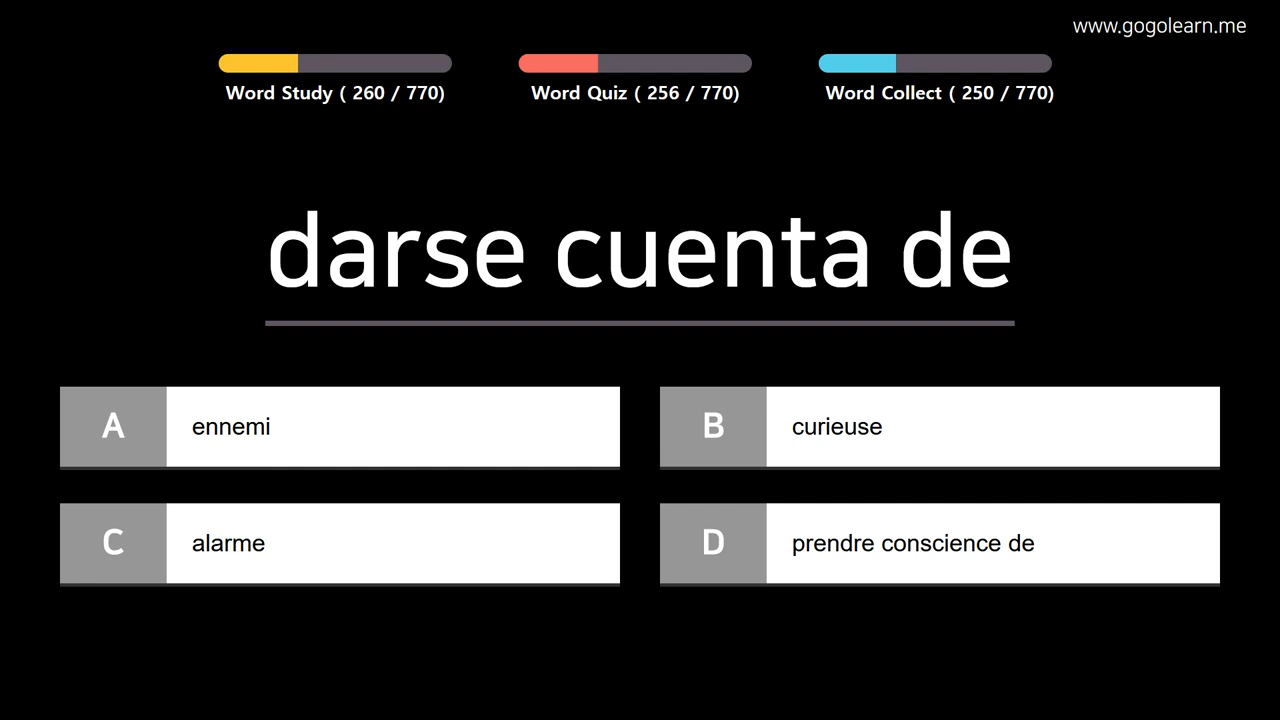 www.gogolearn.me
Word Study ( 260 / 770)
Word Quiz ( 256 / 770)
Word Collect ( 250 / 770)
darse cuenta de
A
ennemi
B
curieuse
C
alarme
D
prendre conscience de